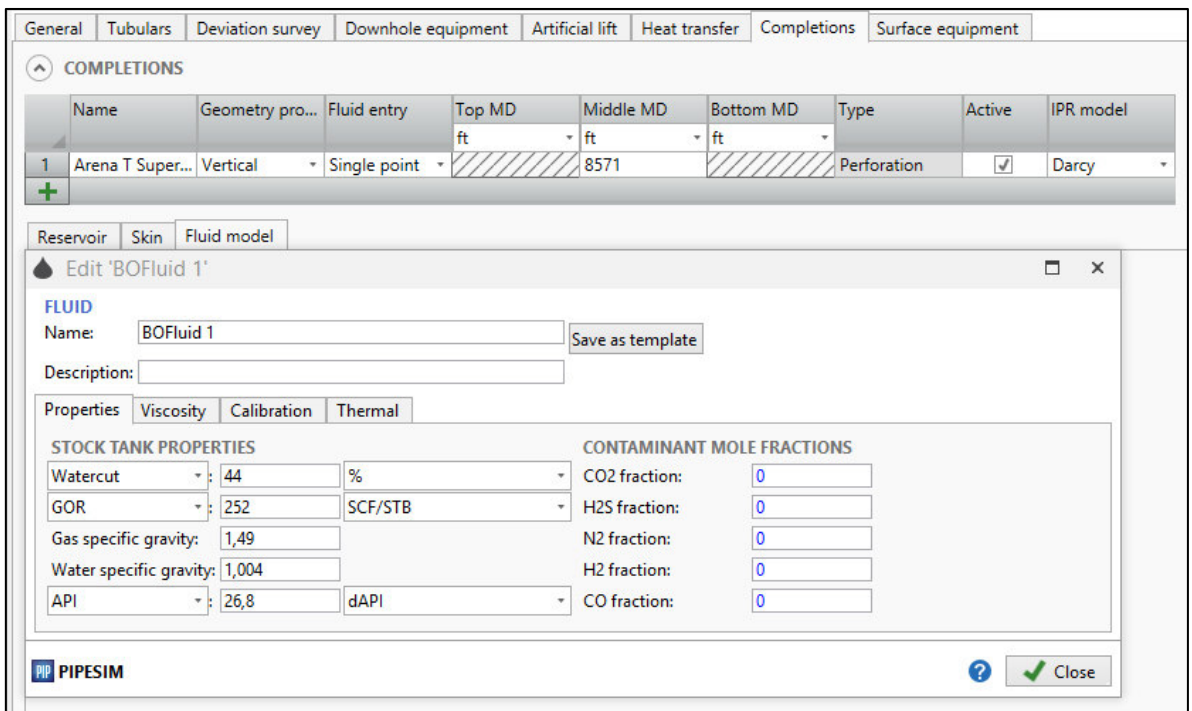 General Tubulars Deviation survey Downhole equipment Artificial lift Heat transfer Completions Surface equipment
COMPLETIONS
Name Geometry pro... Fluid entry Top MD Middle MD Bottom MD Type Active IPR model
ft ft ft
1 Arena T Super... Vertical Single point 8571 Perforation Darcy
Reservoir Skin Fluid model
Edit 'BOFluid 1'
FLUID
Name: BOFluid 1 Save as template
Description:
Properties Viscosity Calibration Thermal
STOCK TANK PROPERTIES CONTAMINANT MOLE FRACTIONS
Watercut : 44 % CO2 fraction: 0
GOR : 252 SCF/STB H2S fraction: 0
Gas specific gravity: 1,49 N2 fraction: 0
Water specific gravity: 1,004 H2 fraction: 0
API : 26,8 dAPI CO fraction: 0
PIP PIPESIM ? Close